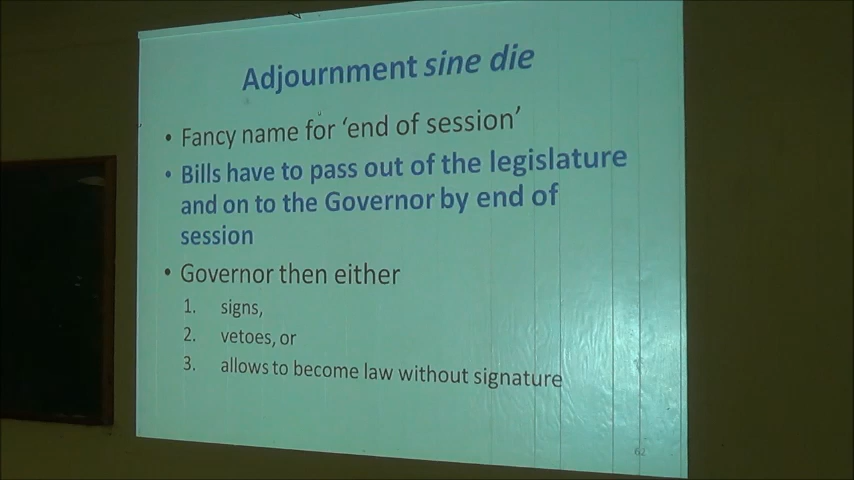 Adjournment sine die
• Fancy name for ‘end of session’
• Bills have to pass out of the legislature
and on to the Governor by end of
session
• Governor then either
1. signs,
2. vetoes, or
3. allows to become law without signature
62